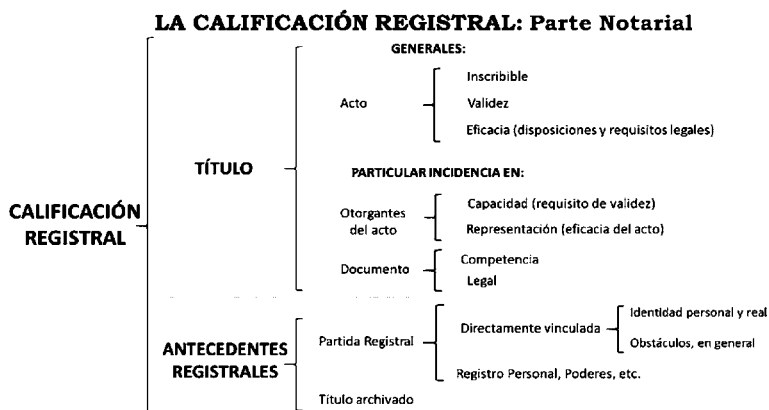 LA CALIFICACIÓN REGISTRAL: Parte Notarial
CALIFICACIÓN
REGISTRAL
TÍTULO
GENERALES:
Acto
Inscribible
Validez
Eficacia (disposiciones y requisitos legales)
PARTICULAR INCIDENCIA EN:
Otorgantes
del acto
Capacidad (requisito de validez)
Representación (eficacia del acto)
Documento
Competencia
Legal
ANTECEDENTES
REGISTRALES
Partida Registral
Directamente vinculada
Identidad personal y real
Obstáculos, en general
Registro Personal, Poderes, etc.
Título archivado